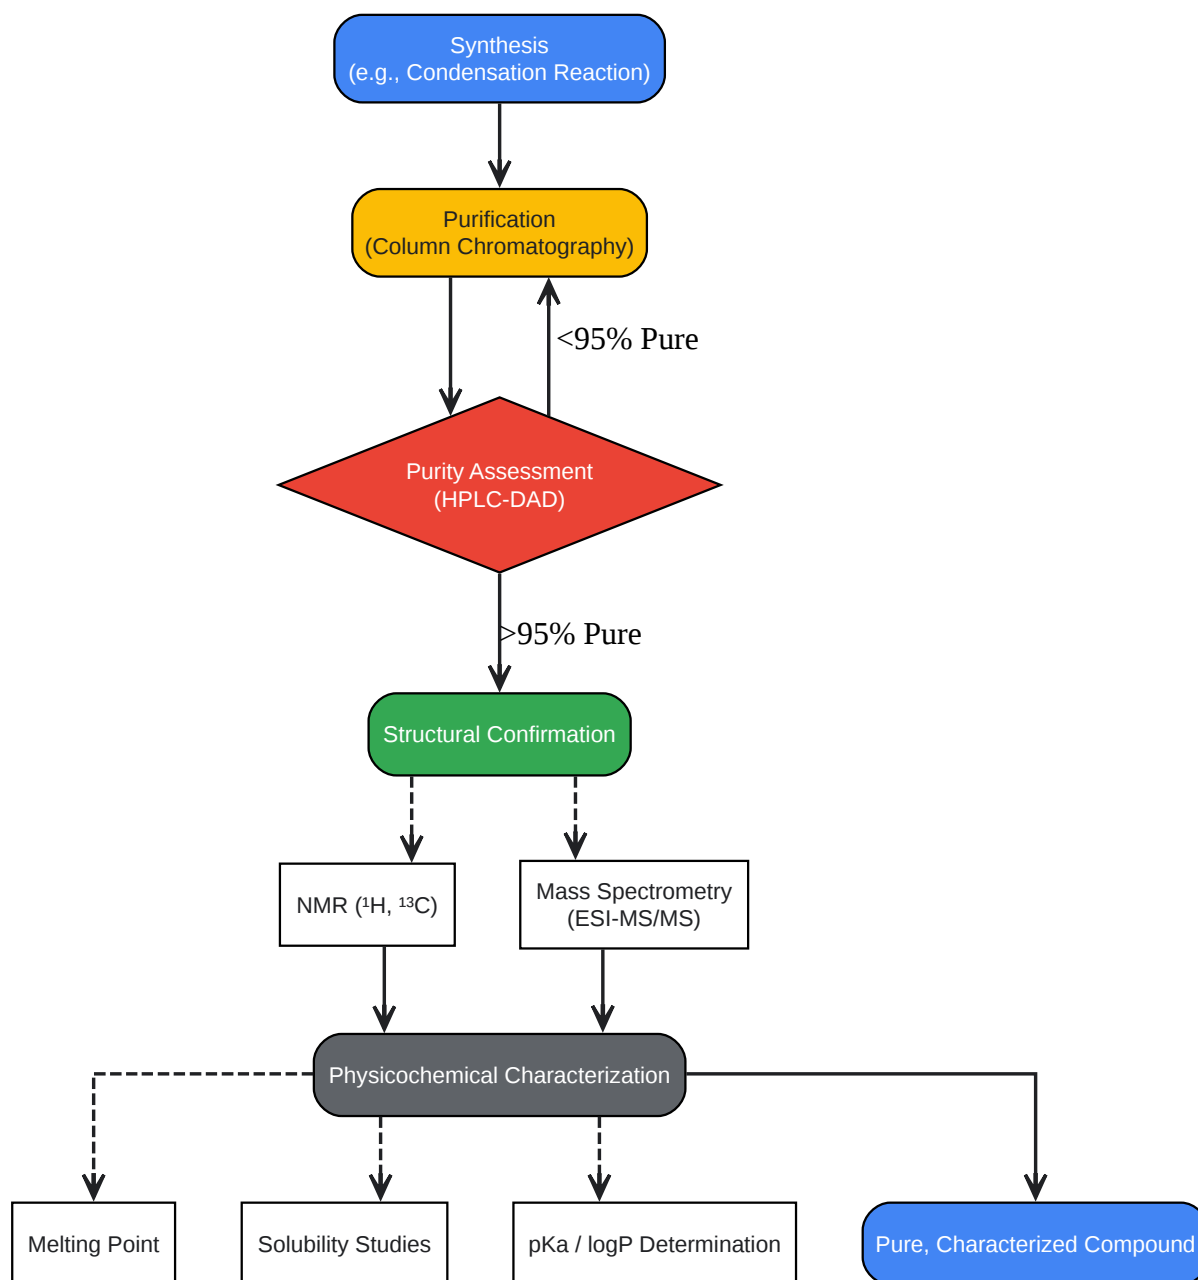 Synthesis
(e.g., Condensation Reaction)
Purification
(Column Chromatography)
<95% Pure
Purity Assessment
(HPLC-DAD)
>95% Pure
Structural Confirmation
NMR (¹H, ¹³C)
Mass Spectrometry
(ESI-MS/MS)
Physicochemical Characterization
Melting Point
Solubility Studies
pKa / logP Determination
Pure, Characterized Compound